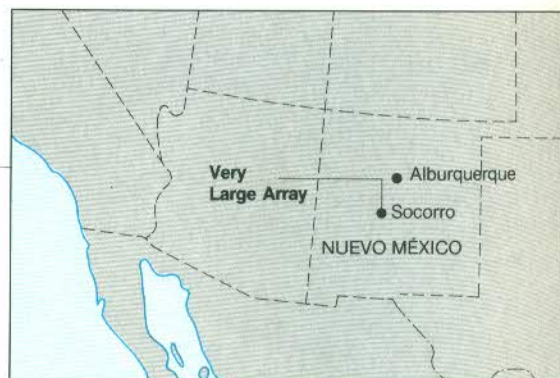 Very
Large Array
Alburquerque
Socorro
NUEVO MÉXICO